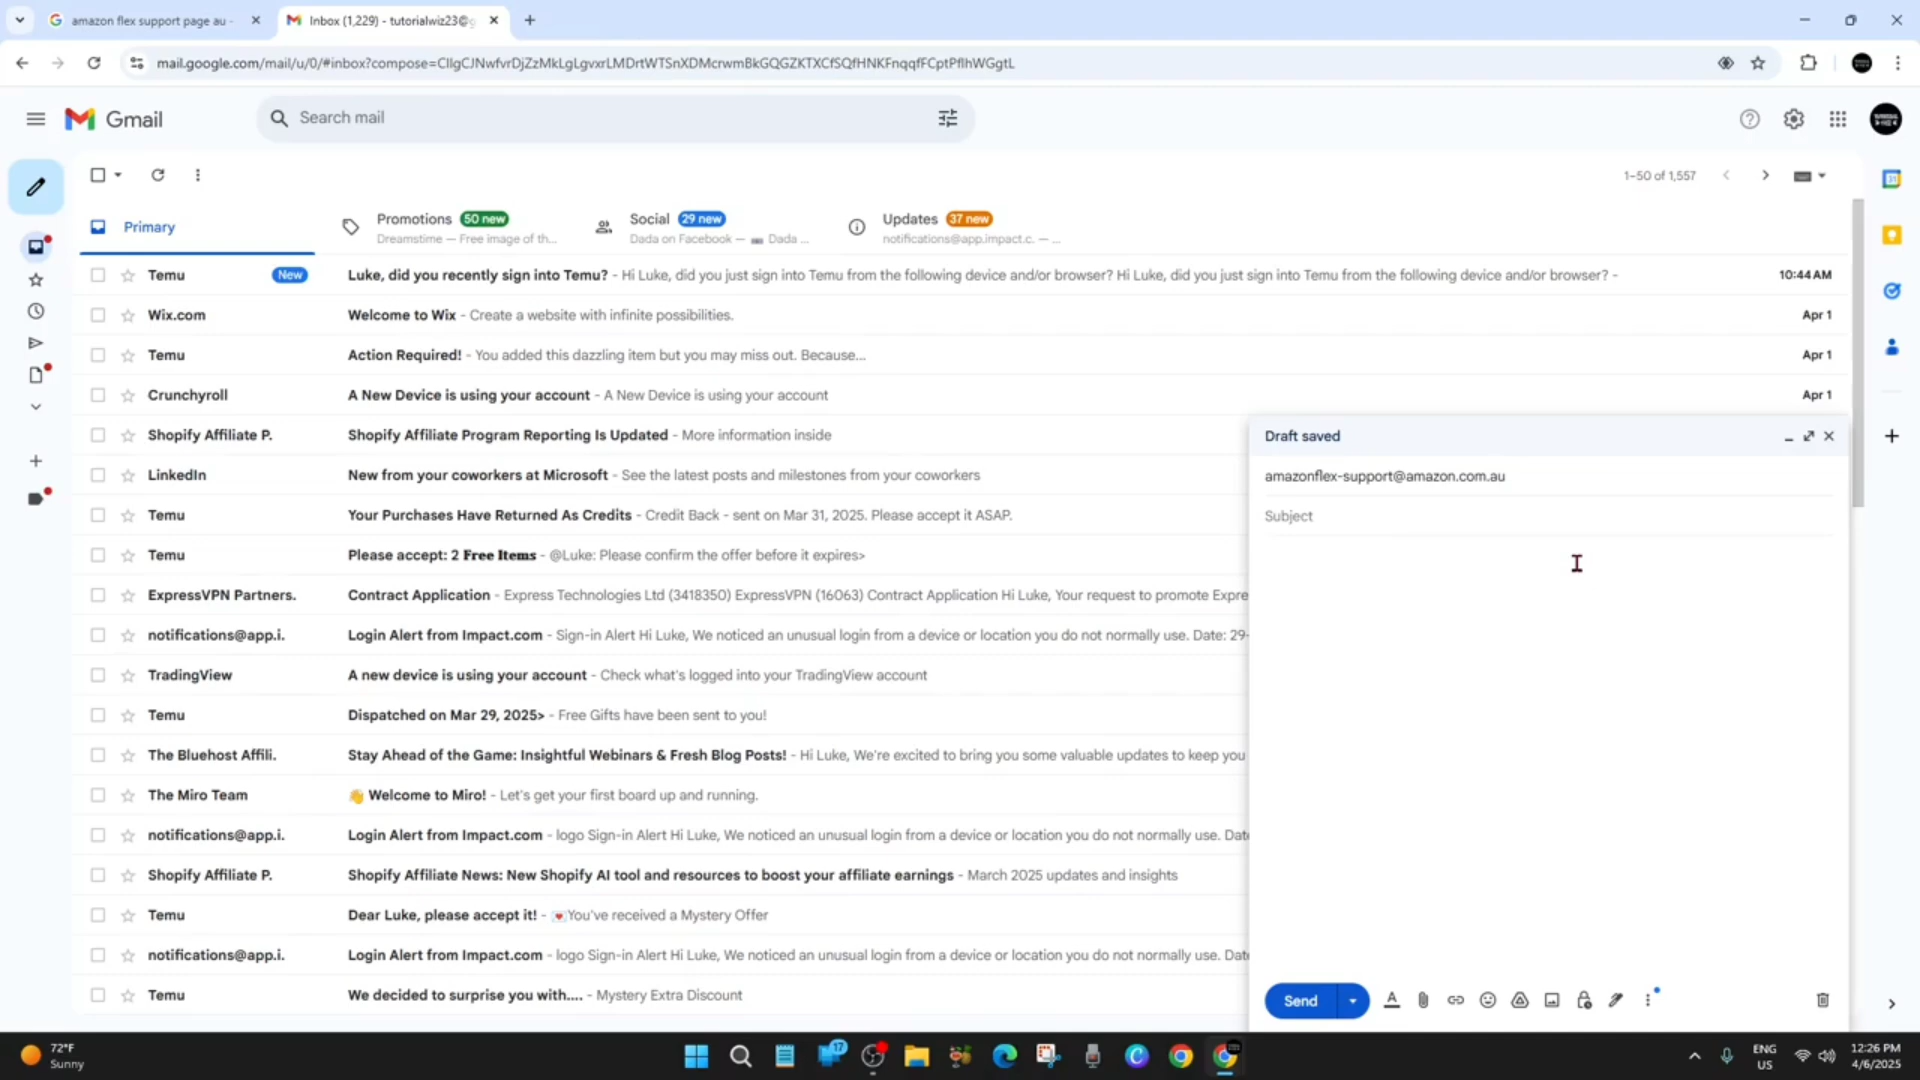 amazon flex support page au -
Inbox (1,229) - tutorialwiz23@g
mail.google.com/mail/u/0/#inbox?compose=CllgCJNwfvrDjZzMkLgLgvxrLMDrtWTSnXDMcrwmBkGQGZKTXCfSQfHNKFnqqfFCptPflhWGgtL
Gmail
Search mail
1–50 of 1,557
Primary
Promotions 50 new
Dreamstime — Free image of th...
Social 29 new
Dada on Facebook — Dada ...
Updates 37 new
notifications@app.impact.c. — ...
Temu New Luke, did you recently sign into Temu? - Hi Luke, did you just sign into Temu from the following device and/or browser? Hi Luke, did you just sign into Temu from the following device and/or browser? - 10:44 AM
Wix.com Welcome to Wix - Create a website with infinite possibilities. Apr 1
Temu Action Required! - You added this dazzling item but you may miss out. Because... Apr 1
Crunchyroll A New Device is using your account - A New Device is using your account Apr 1
Shopify Affiliate P. Shopify Affiliate Program Reporting Is Updated - More information inside
LinkedIn New from your coworkers at Microsoft - See the latest posts and milestones from your coworkers
Temu Your Purchases Have Returned As Credits - Credit Back - sent on Mar 31, 2025. Please accept it ASAP.
Temu Please accept: 2 Free Items - @Luke: Please confirm the offer before it expires>
ExpressVPN Partners. Contract Application - Express Technologies Ltd (3418350) ExpressVPN (16063) Contract Application Hi Luke, Your request to promote Expre
notifications@app.i. Login Alert from Impact.com - Sign-in Alert Hi Luke, We noticed an unusual login from a device or location you do not normally use. Date: 29-
TradingView A new device is using your account - Check what's logged into your TradingView account
Temu Dispatched on Mar 29, 2025> - Free Gifts have been sent to you!
The Bluehost Affili. Stay Ahead of the Game: Insightful Webinars & Fresh Blog Posts! - Hi Luke, We're excited to bring you some valuable updates to keep you
The Miro Team 👋 Welcome to Miro! - Let's get your first board up and running.
notifications@app.i. Login Alert from Impact.com - logo Sign-in Alert Hi Luke, We noticed an unusual login from a device or location you do not normally use. Date
Shopify Affiliate P. Shopify Affiliate News: New Shopify AI tool and resources to boost your affiliate earnings - March 2025 updates and insights
Temu Dear Luke, please accept it! - 💌You've received a Mystery Offer
notifications@app.i. Login Alert from Impact.com - logo Sign-in Alert Hi Luke, We noticed an unusual login from a device or location you do not normally use. Date
Temu We decided to surprise you with.... - Mystery Extra Discount
Draft saved
amazonflex-support@amazon.com.au
Subject
Send
72°F
Sunny
17
ENG
US
12:26 PM
4/6/2025